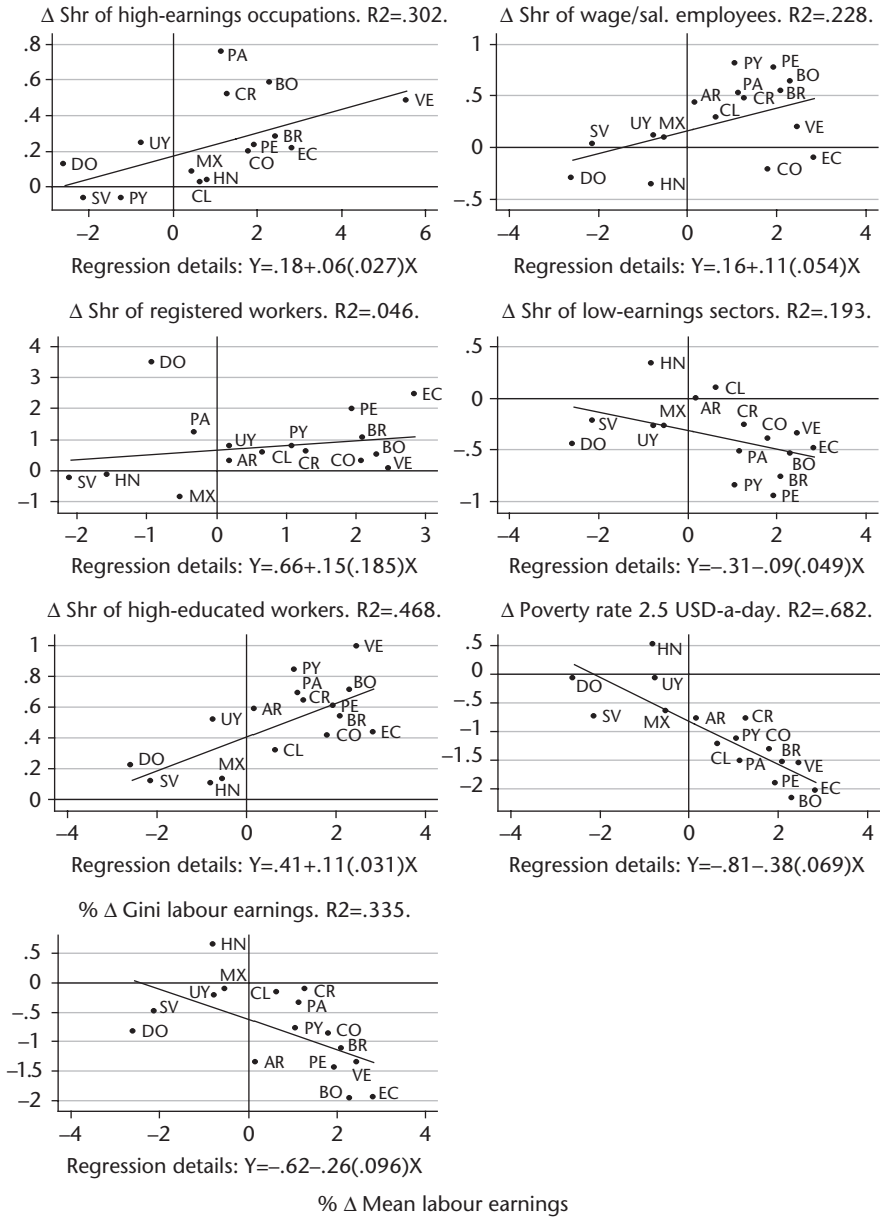 Δ Shr of high-earnings occupations. R2=.302.
.8
.6
.4
.2
0
PA
BO
CR
VE
UY
BR
PE
EC
DO
MX
CO
HN
CL
SV
PY
−2 0 2 4 6
Regression details: Y=.18+.06(.027)X
Δ Shr of wage/sal. employees. R2=.228.
1
.5
0
−.5
PY
PE
BO
PA
BR
AR
CR
CL
SV
UY
MX
VE
EC
CO
DO
HN
−4 −2 0 2 4
Regression details: Y=.16+.11(.054)X
Δ Shr of registered workers. R2=.046.
4
3
2
1
0
−1
DO
EC
PE
PA
UY
PY
BR
AR
CL
CR
CO
BO
VE
SV
HN
MX
−2 −1 0 1 2 3
Regression details: Y=.66+.15(.185)X
Δ Shr of low-earnings sectors. R2=.193.
.5
0
−.5
−1
HN
CL
AR
SV
MX
CR
UY
CO
VE
DO
EC
PA
BO
BR
PY
PE
−4 −2 0 2 4
Regression details: Y=−.31−.09(.049)X
Δ Shr of high-educated workers. R2=.468.
1
.8
.6
.4
.2
0
VE
PY
PA
BO
CR
AR
PE
UY
BR
CO
EC
CL
DO
MX
SV
HN
−4 −2 0 2 4
Regression details: Y=.41+.11(.031)X
Δ Poverty rate 2.5 USD-a-day. R2=.682.
.5
0
−.5
−1
−1.5
−2
HN
DO
UY
SV
MX
AR
CR
PY
CO
CL
PA
BR
VE
PE
EC
BO
−4 −2 0 2 4
Regression details: Y=−.81−.38(.069)X
% Δ Gini labour earnings. R2=.335.
.5
0
−.5
−1
−1.5
−2
HN
MX
UY
CL
CR
SV
PA
DO
PY
CO
BR
AR
PE
VE
BO
EC
−4 −2 0 2 4
Regression details: Y=−.62−.26(.096)X
% Δ Mean labour earnings